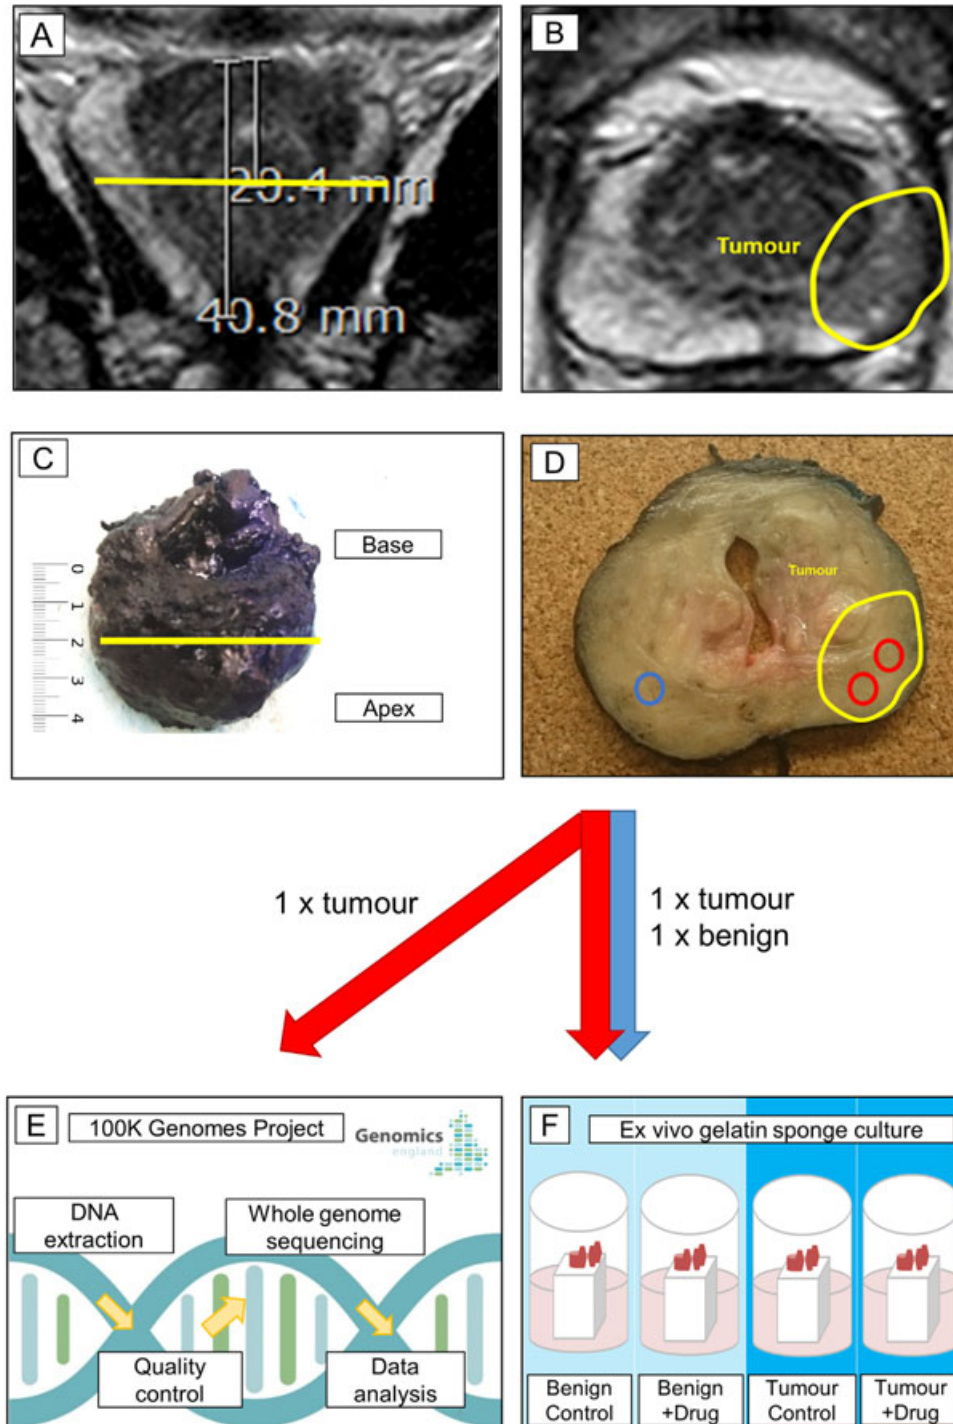 A
20.4 mm
40.8 mm
B
Tumour
C
Base
0
1
2
3
4
Apex
D
Tumour
1 x tumour
1 x tumour
1 x benign
E
100K Genomes Project
Genomics
england
DNA
extraction
Whole genome
sequencing
Quality
control
Data
analysis
F
Ex vivo gelatin sponge culture
Benign
Control
Benign
+Drug
Tumour
Control
Tumour
+Drug